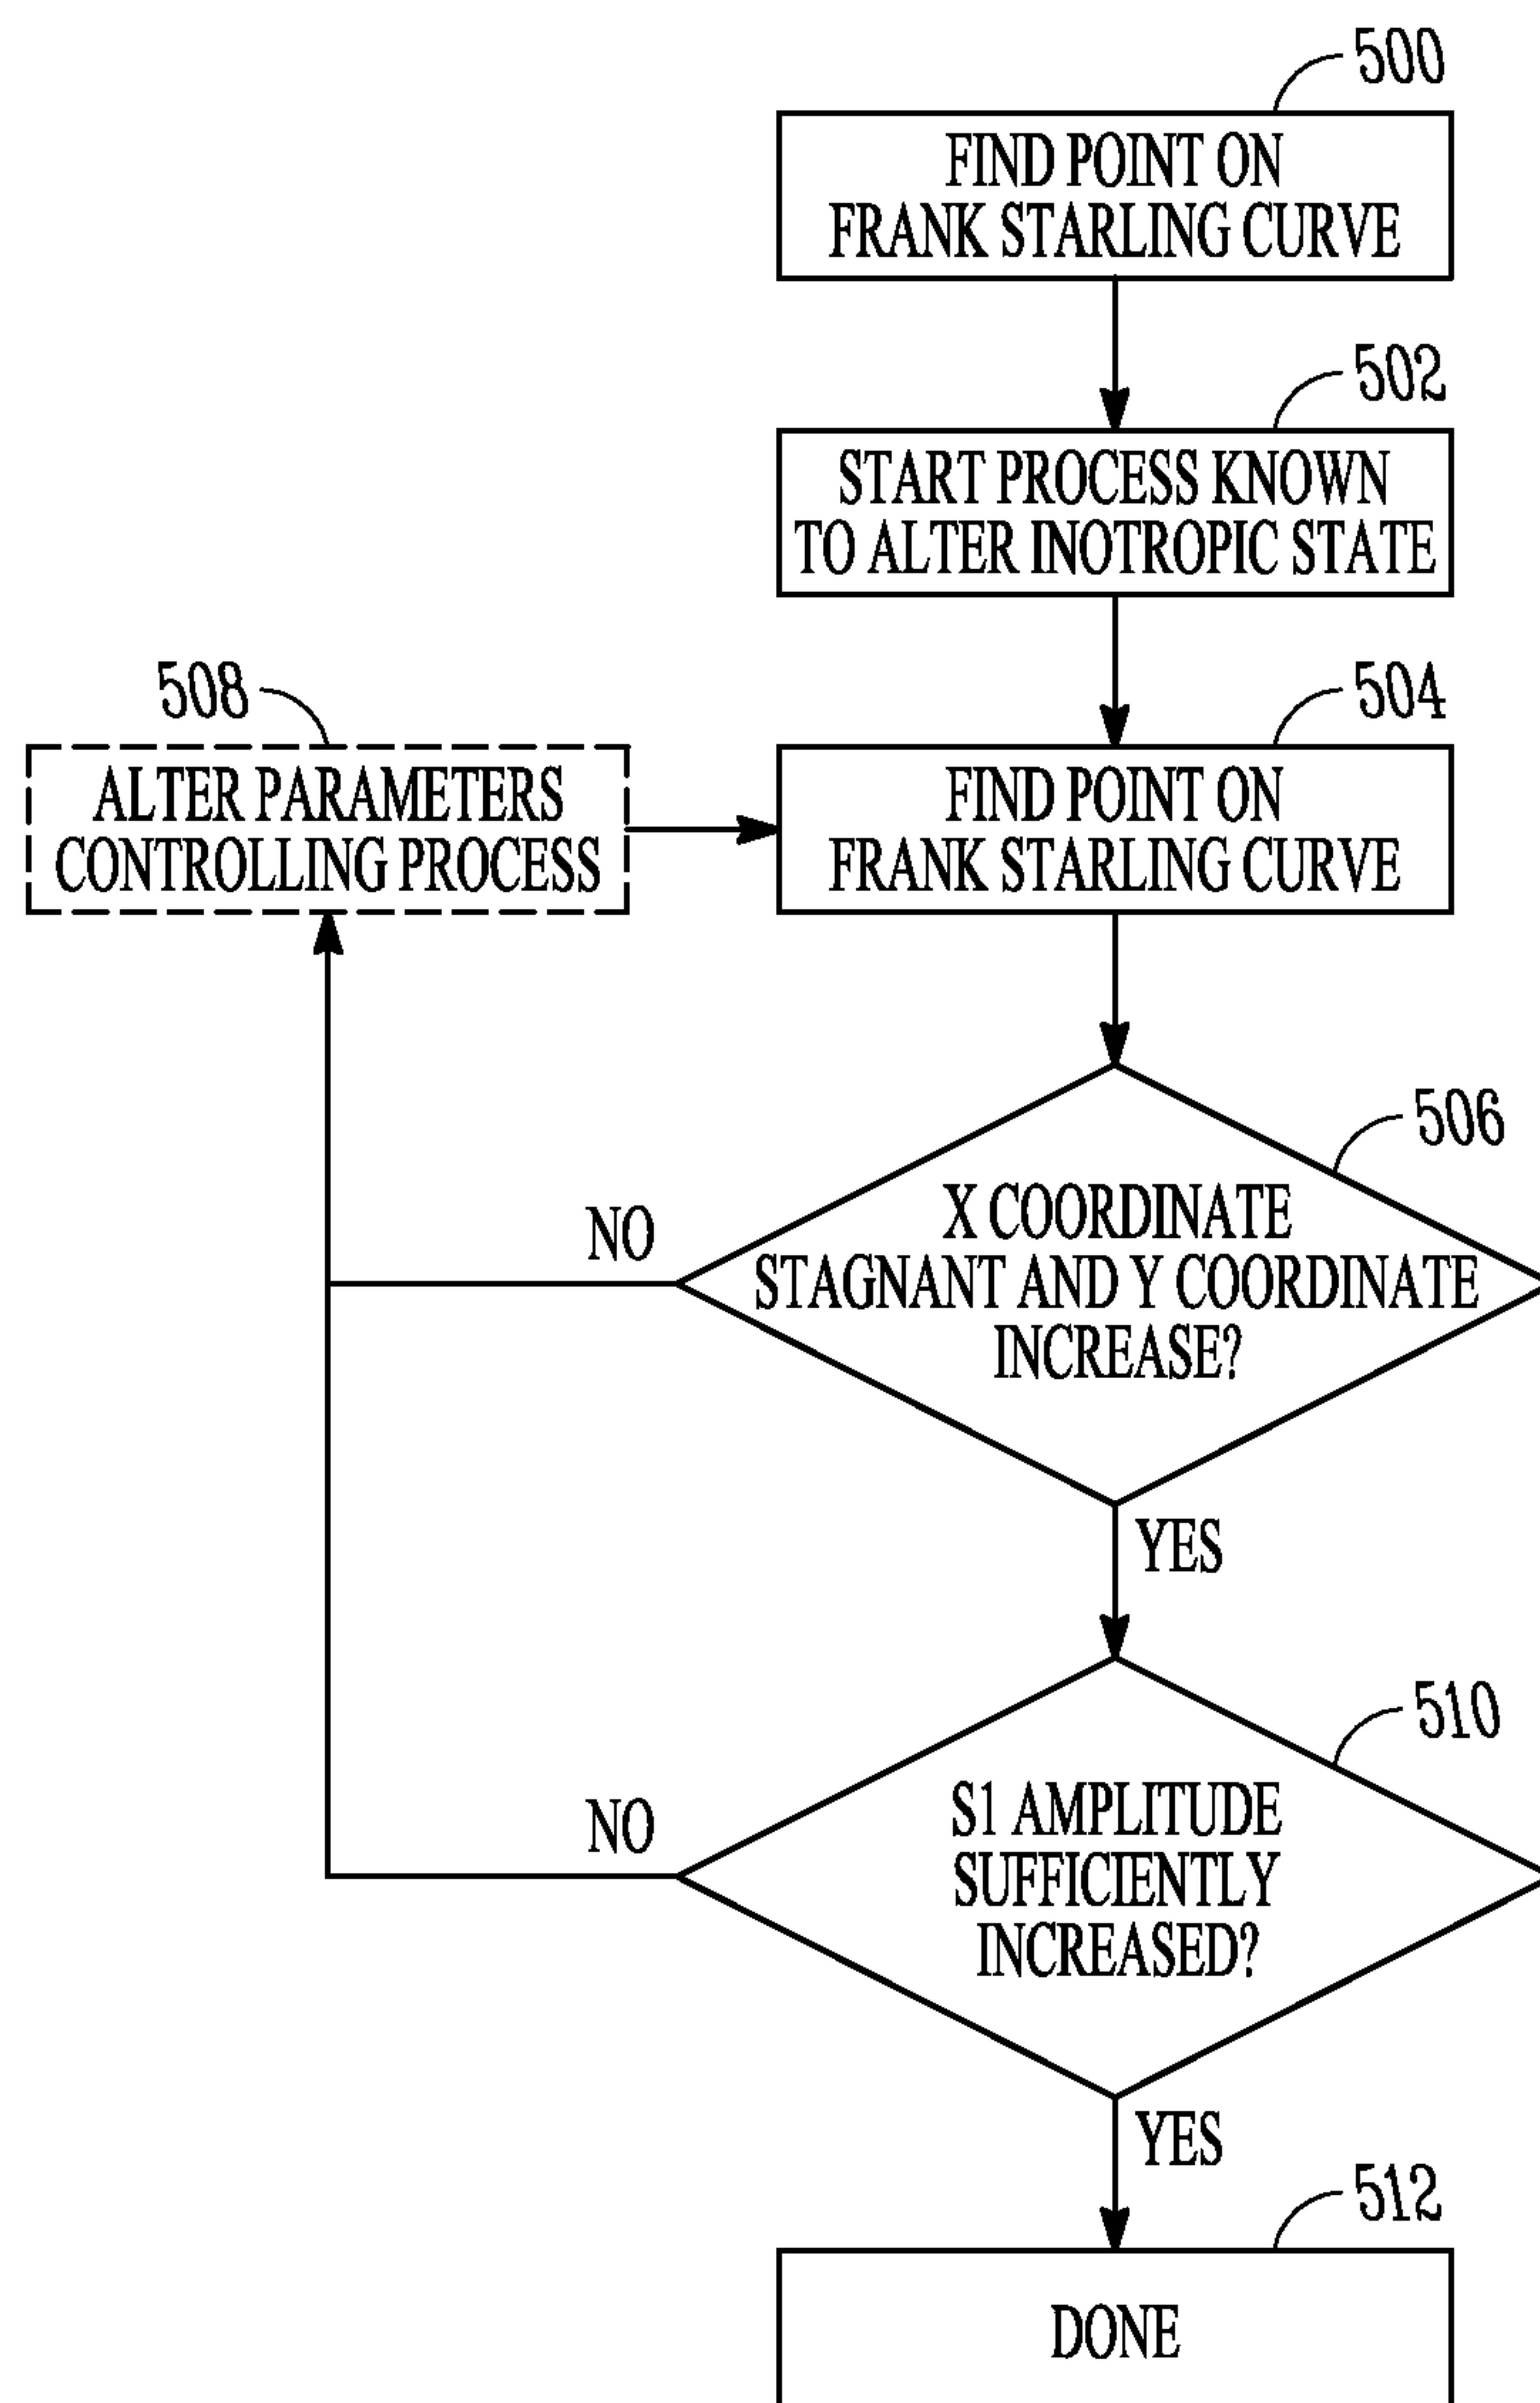 500
FIND POINT ON
FRANK STARLING CURVE
502
START PROCESS KNOWN
TO ALTER INOTROPIC STATE
508
ALTER PARAMETERS
CONTROLLING PROCESS
504
FIND POINT ON
FRANK STARLING CURVE
506
X COORDINATE
STAGNANT AND Y COORDINATE
INCREASE?
NO
YES
510
S1 AMPLITUDE
SUFFICIENTLY
INCREASED?
NO
YES
512
DONE